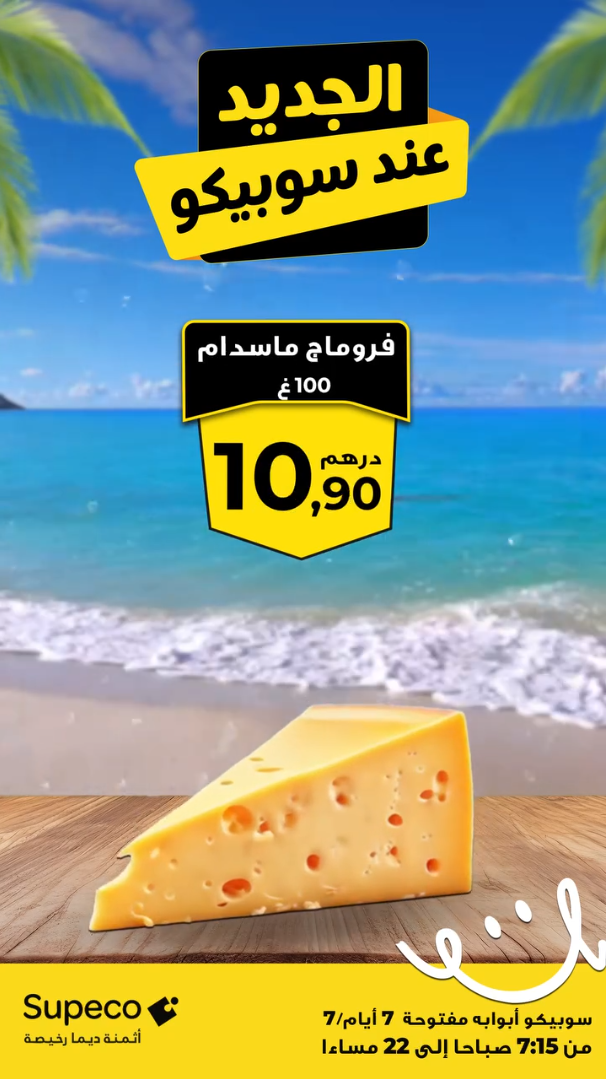 الجديد
عند سوبيكو
فروماج ماسدام
100 غ
10,90 درهم
سوبيكو أبوابه مفتوحة 7 أيام/7
من 7:15 صباحا إلى 22 مساءا
Supeco
أثمنة ديما رخيصة